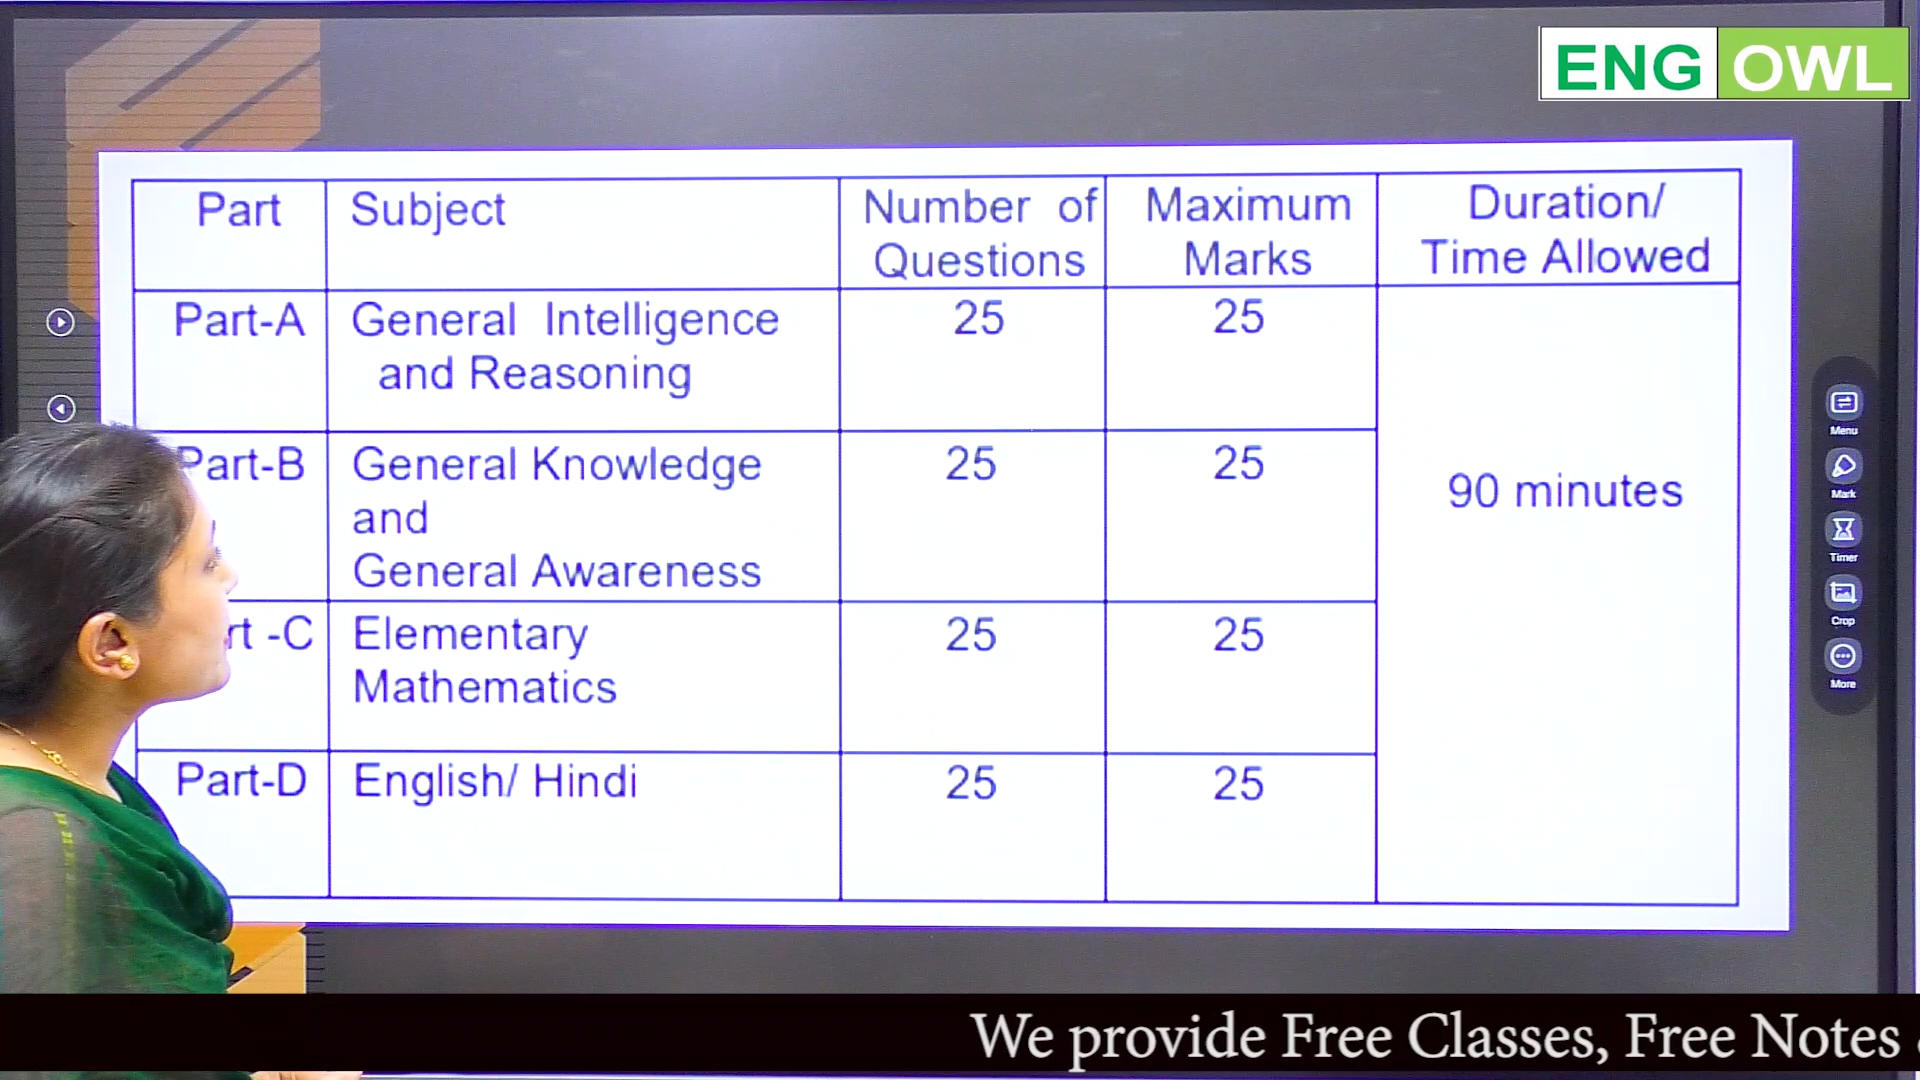 ENG OWL
Part
Subject
Number of
Questions
Maximum
Marks
Duration/
Time Allowed
Part-A
General Intelligence
and Reasoning
25
25
90 minutes
Part-B
General Knowledge
and
General Awareness
25
25
rt -C
Elementary
Mathematics
25
25
Part-D
English/ Hindi
25
25
Menu
Mark
Timer
Crop
More
We provide Free Classes, Free Notes